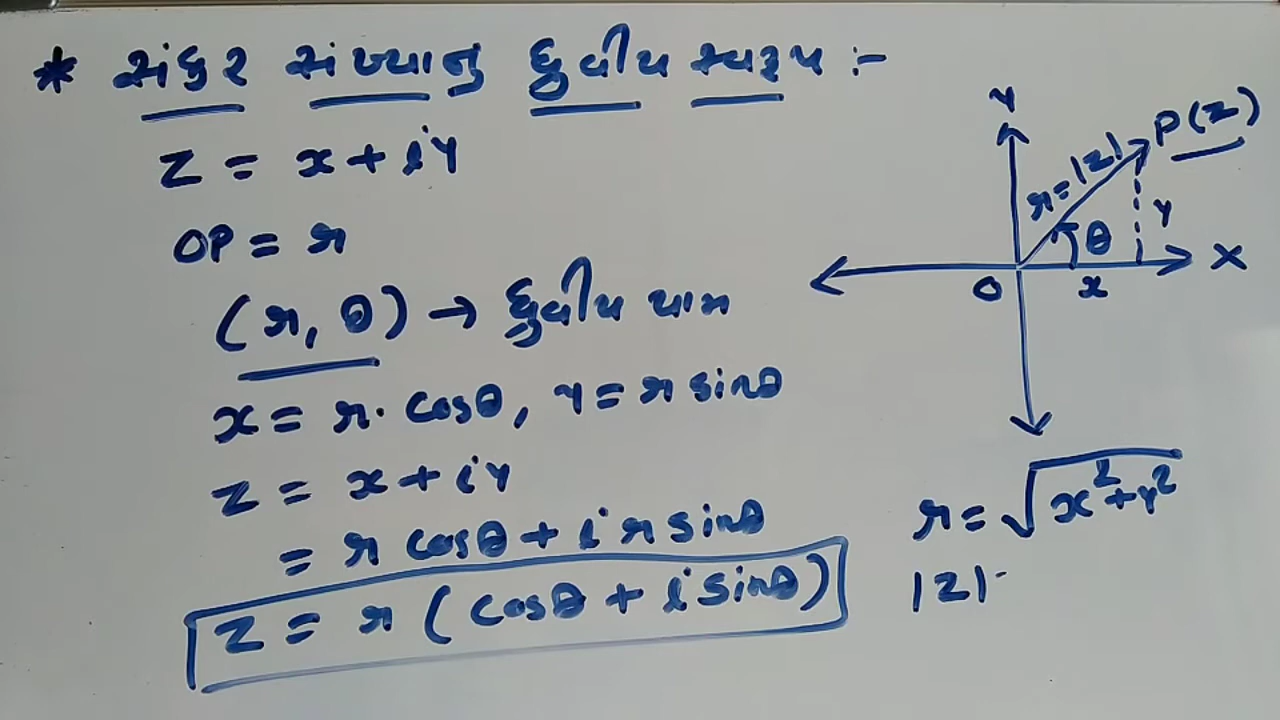 * સંકર સંખ્યાનુ ધ્રુવીય સ્વરૂપ :-
Z = x + iy
OP = r
(r, θ) → ધ્રુવીય યામ
x = r. cosθ, y = r sinθ
z = x + iy
= r cosθ + i r sinθ
z = r (cosθ + i sinθ)
Y
P(z)
r = |z|
y
θ
X
O
x
r = √x²+y²
|z|-